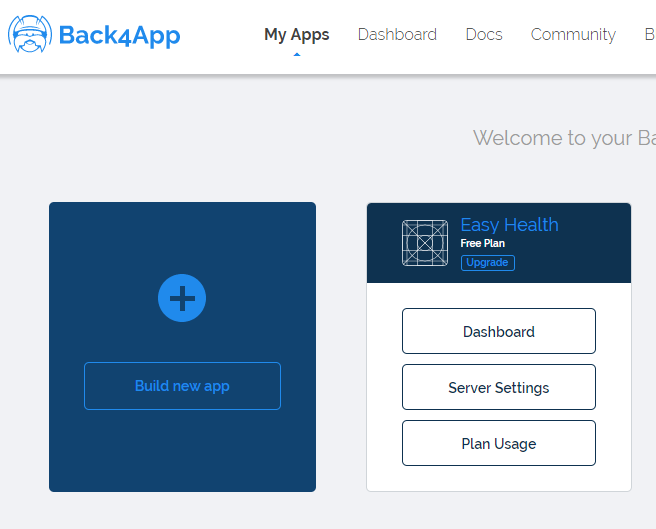 Back4App
My Apps Dashboard Docs Community B
Welcome to your Ba
Build new app
Easy Health
Free Plan
Upgrade
Dashboard
Server Settings
Plan Usage